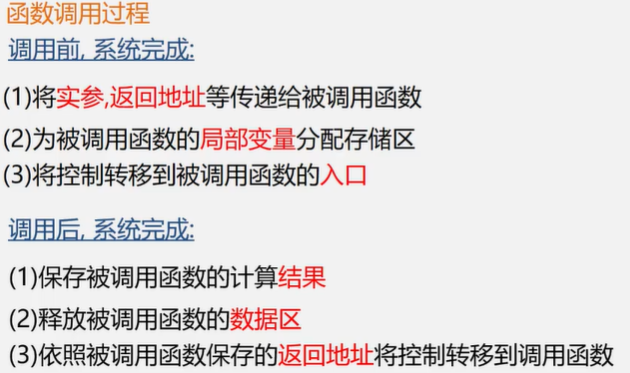 函数调用过程
调用前, 系统完成:
(1)将实参,返回地址等传递给被调用函数
(2)为被调用函数的局部变量分配存储区
(3)将控制转移到被调用函数的入口
调用后, 系统完成:
(1)保存被调用函数的计算结果
(2)释放被调用函数的数据区
(3)依照被调用函数保存的返回地址将控制转移到调用函数